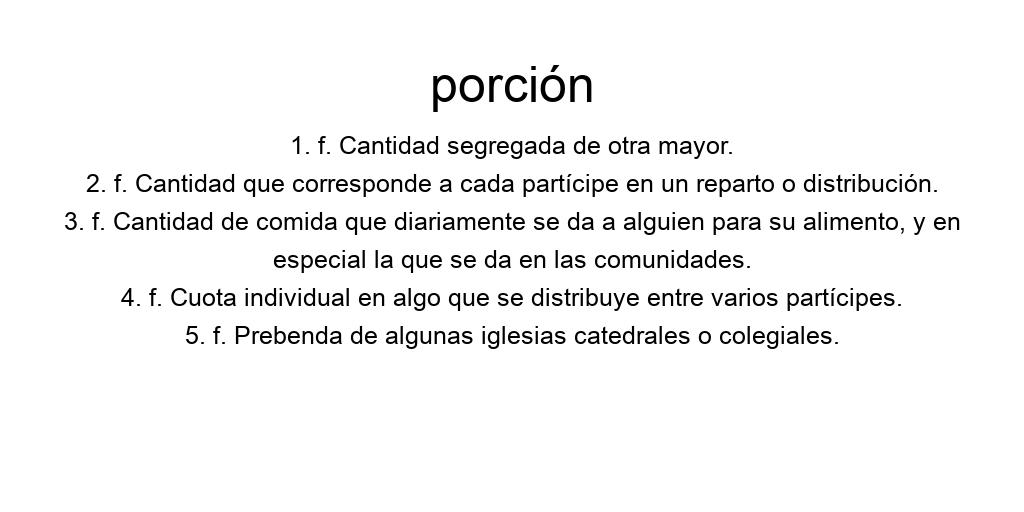 porción
1. f. Cantidad segregada de otra mayor.
2. f. Cantidad que corresponde a cada partícipe en un reparto o distribución.
3. f. Cantidad de comida que diariamente se da a alguien para su alimento, y en
especial la que se da en las comunidades.
4. f. Cuota individual en algo que se distribuye entre varios partícipes.
5. f. Prebenda de algunas iglesias catedrales o colegiales.